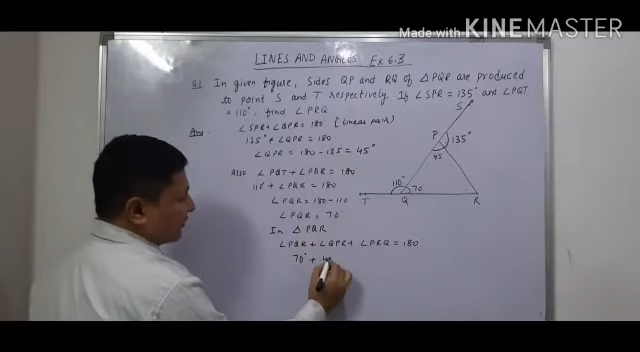 Made with KINEMASTER
LINES AND ANGLES Ex 6.3
Q1 In given figure, Sides QP and RQ of △PQR are produced
to point S and T respectively. If ∠SPR = 135° and ∠PQT
= 110°, find ∠PRQ
Ans:
∠SPR + ∠QPR = 180° (Linear pair)
135° + ∠QPR = 180
∠QPR = 180 - 135 = 45°
Also ∠PQT + ∠PQR = 180°
110° + ∠PQR = 180°
∠PQR = 180 - 110
∠PQR = 70
In △PQR
∠PQR + ∠QPR + ∠PRQ = 180°
70° +
S
P
135°
45
110°
70
T
Q
R